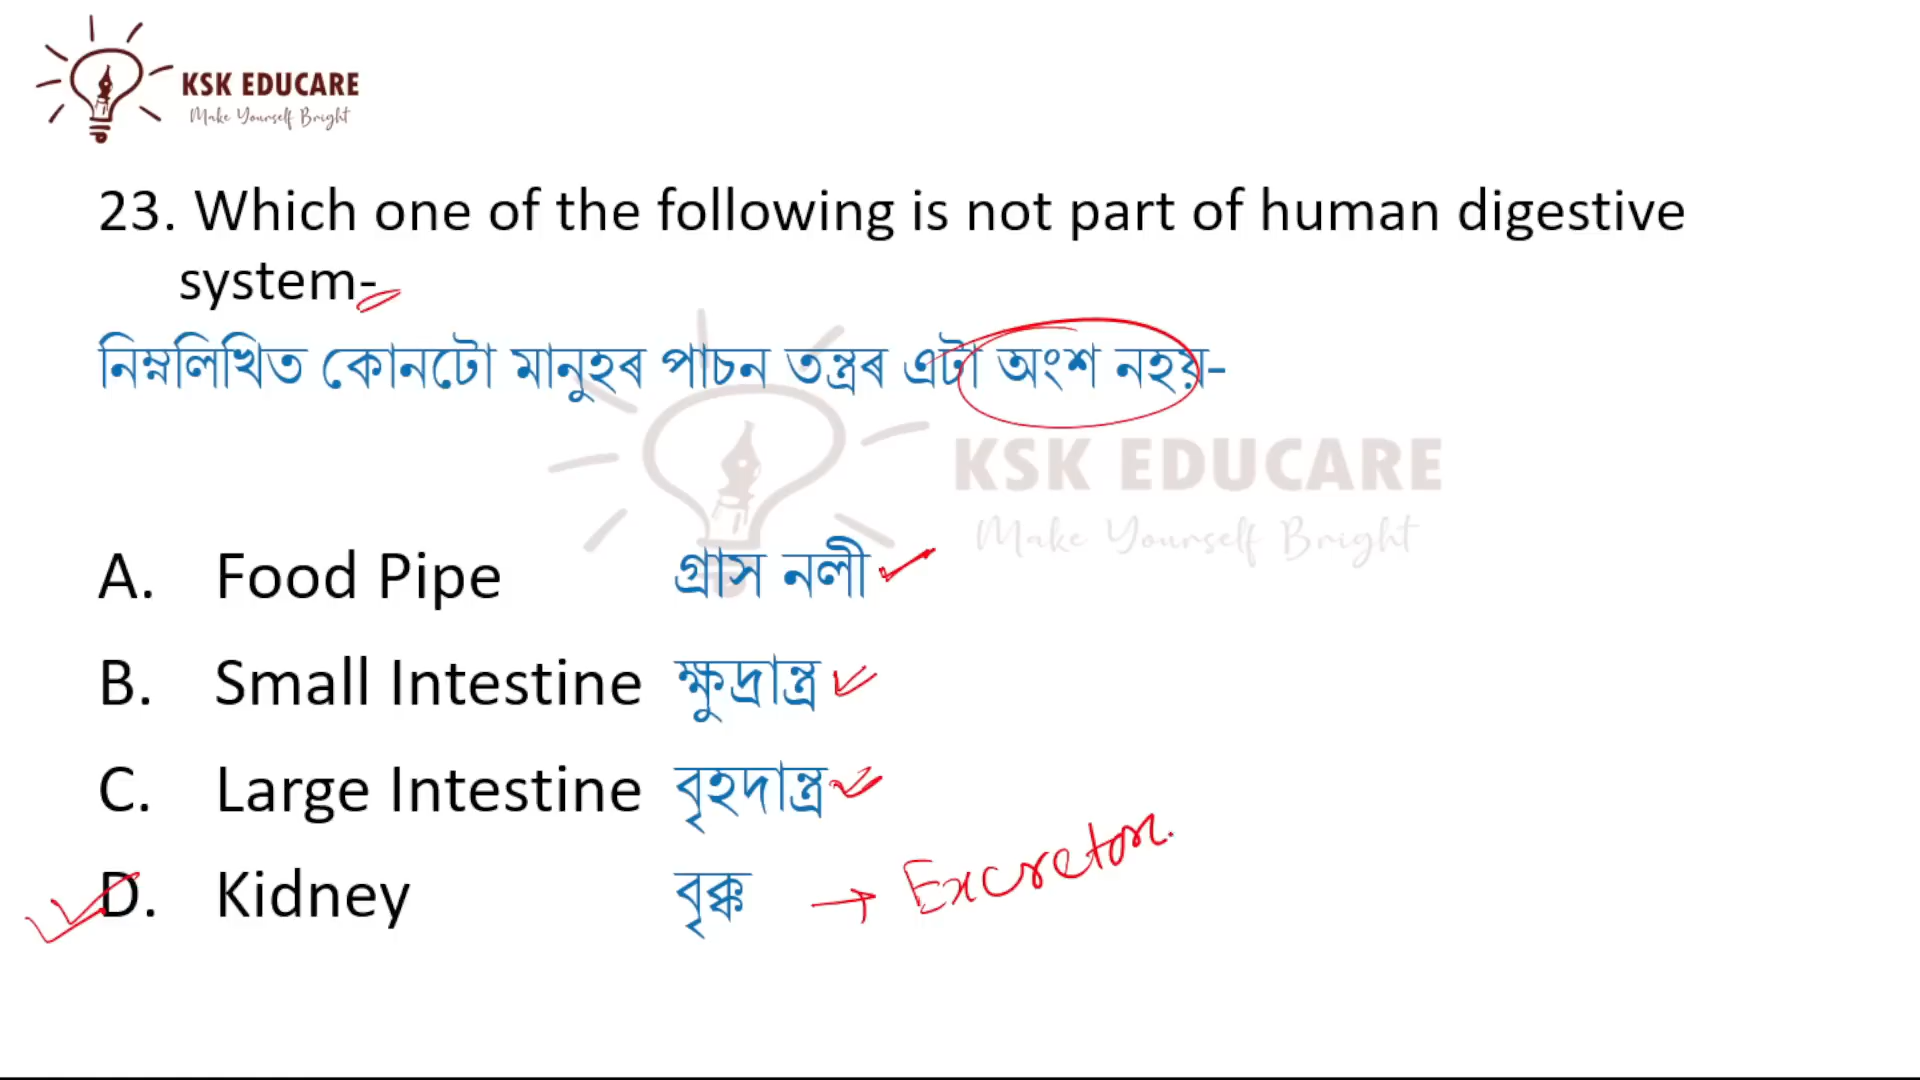 KSK EDUCARE
Make Yourself Bright
23. Which one of the following is not part of human digestive
system-
নিম্নলিখিত কোনটো মানুহৰ পাচন তন্ত্ৰৰ এটা অংশ নহয়-
KSK EDUCARE
Make Yourself Bright
A. Food Pipe গ্ৰাস নলী
B. Small Intestine ক্ষুদ্ৰান্ত্ৰ
C. Large Intestine বৃহদান্ত্ৰ
D. Kidney বৃক্ক → Excretor.